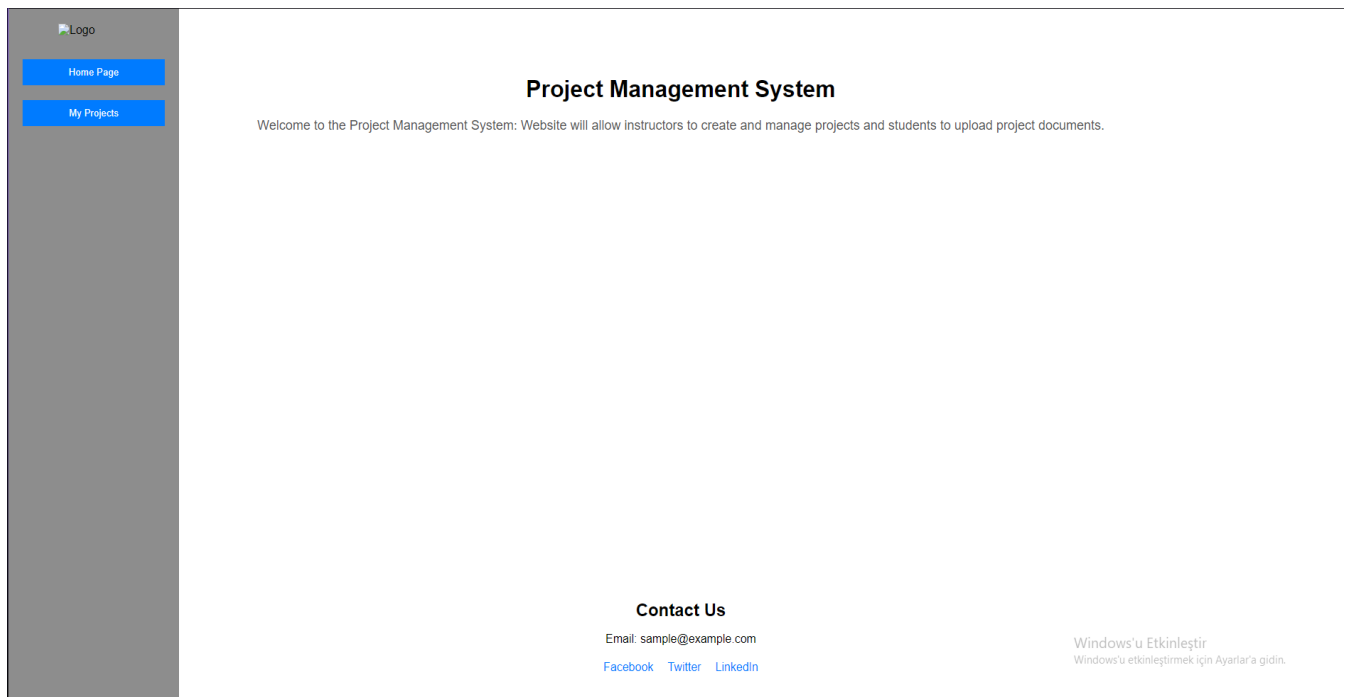 Logo
Home Page
My Projects
Project Management System
Welcome to the Project Management System: Website will allow instructors to create and manage projects and students to upload project documents.
Contact Us
Email: sample@example.com
Facebook Twitter LinkedIn
Windows'u Etkinleştir
Windows'u etkinleştirmek için Ayarlar'a gidin.